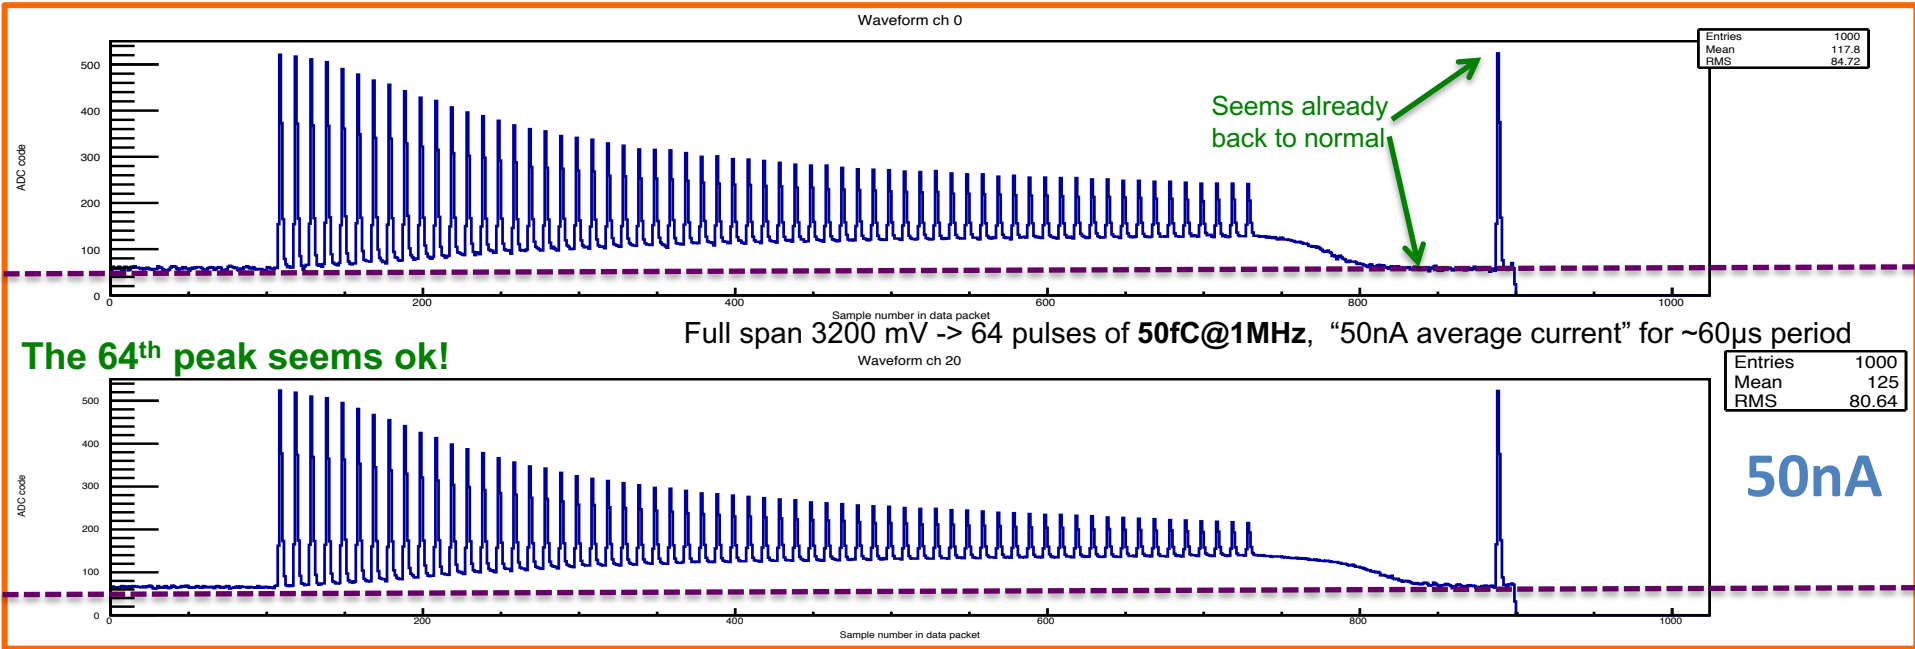 Waveform ch 0
Entries 1000
Mean 117.8
RMS 84.72
500
400
300
200
100
0
ADC code
Seems already
back to normal
0 200 400 600 800 1000
Sample number in data packet
Full span 3200 mV -> 64 pulses of 50fC@1MHz, “50nA average current” for ~60µs period
The 64th peak seems ok!
Waveform ch 20
Entries 1000
Mean 125
RMS 80.64
500
400
300
200
100
0
ADC code
50nA
0 200 400 600 800 1000
Sample number in data packet